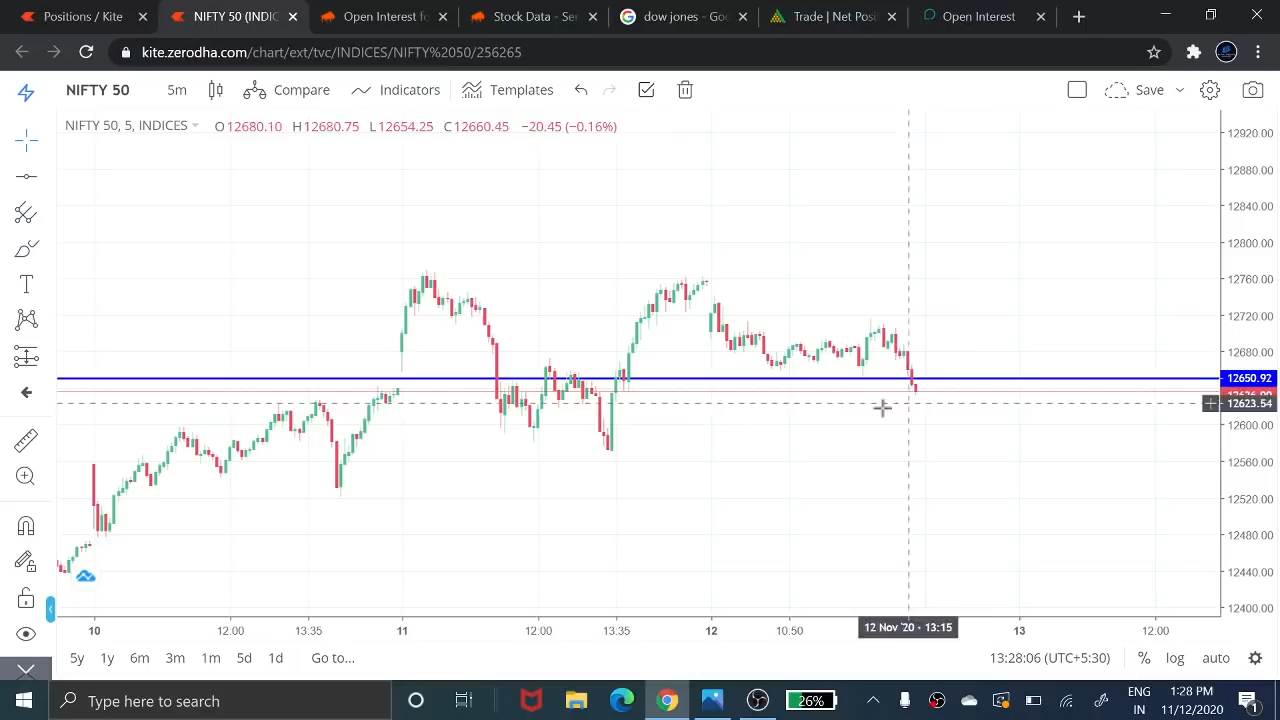 Positions / Kite
NIFTY 50 (INDIC
Open Interest fo
Stock Data - Ser
dow jones - Goo
Trade | Net Posi
Open Interest
kite.zerodha.com/chart/ext/tvc/INDICES/NIFTY%2050/256265
NIFTY 50 5m Compare Indicators Templates Save
NIFTY 50, 5, INDICES O12680.10 H12680.75 L12654.25 C12660.45 −20.45 (−0.16%)
12920.00
12880.00
12840.00
12800.00
12760.00
12720.00
12680.00
12650.92
12623.54
12600.00
12560.00
12520.00
12480.00
12440.00
12400.00
10 12:00 13:35 11 12:00 13:35 12 10:50 12 Nov '20 - 13:15 13 12:00
5y 1y 6m 3m 1m 5d 1d Go to... 13:28:06 (UTC+5:30) % log auto
Type here to search
26%
ENG
IN
1:28 PM
11/12/2020
1